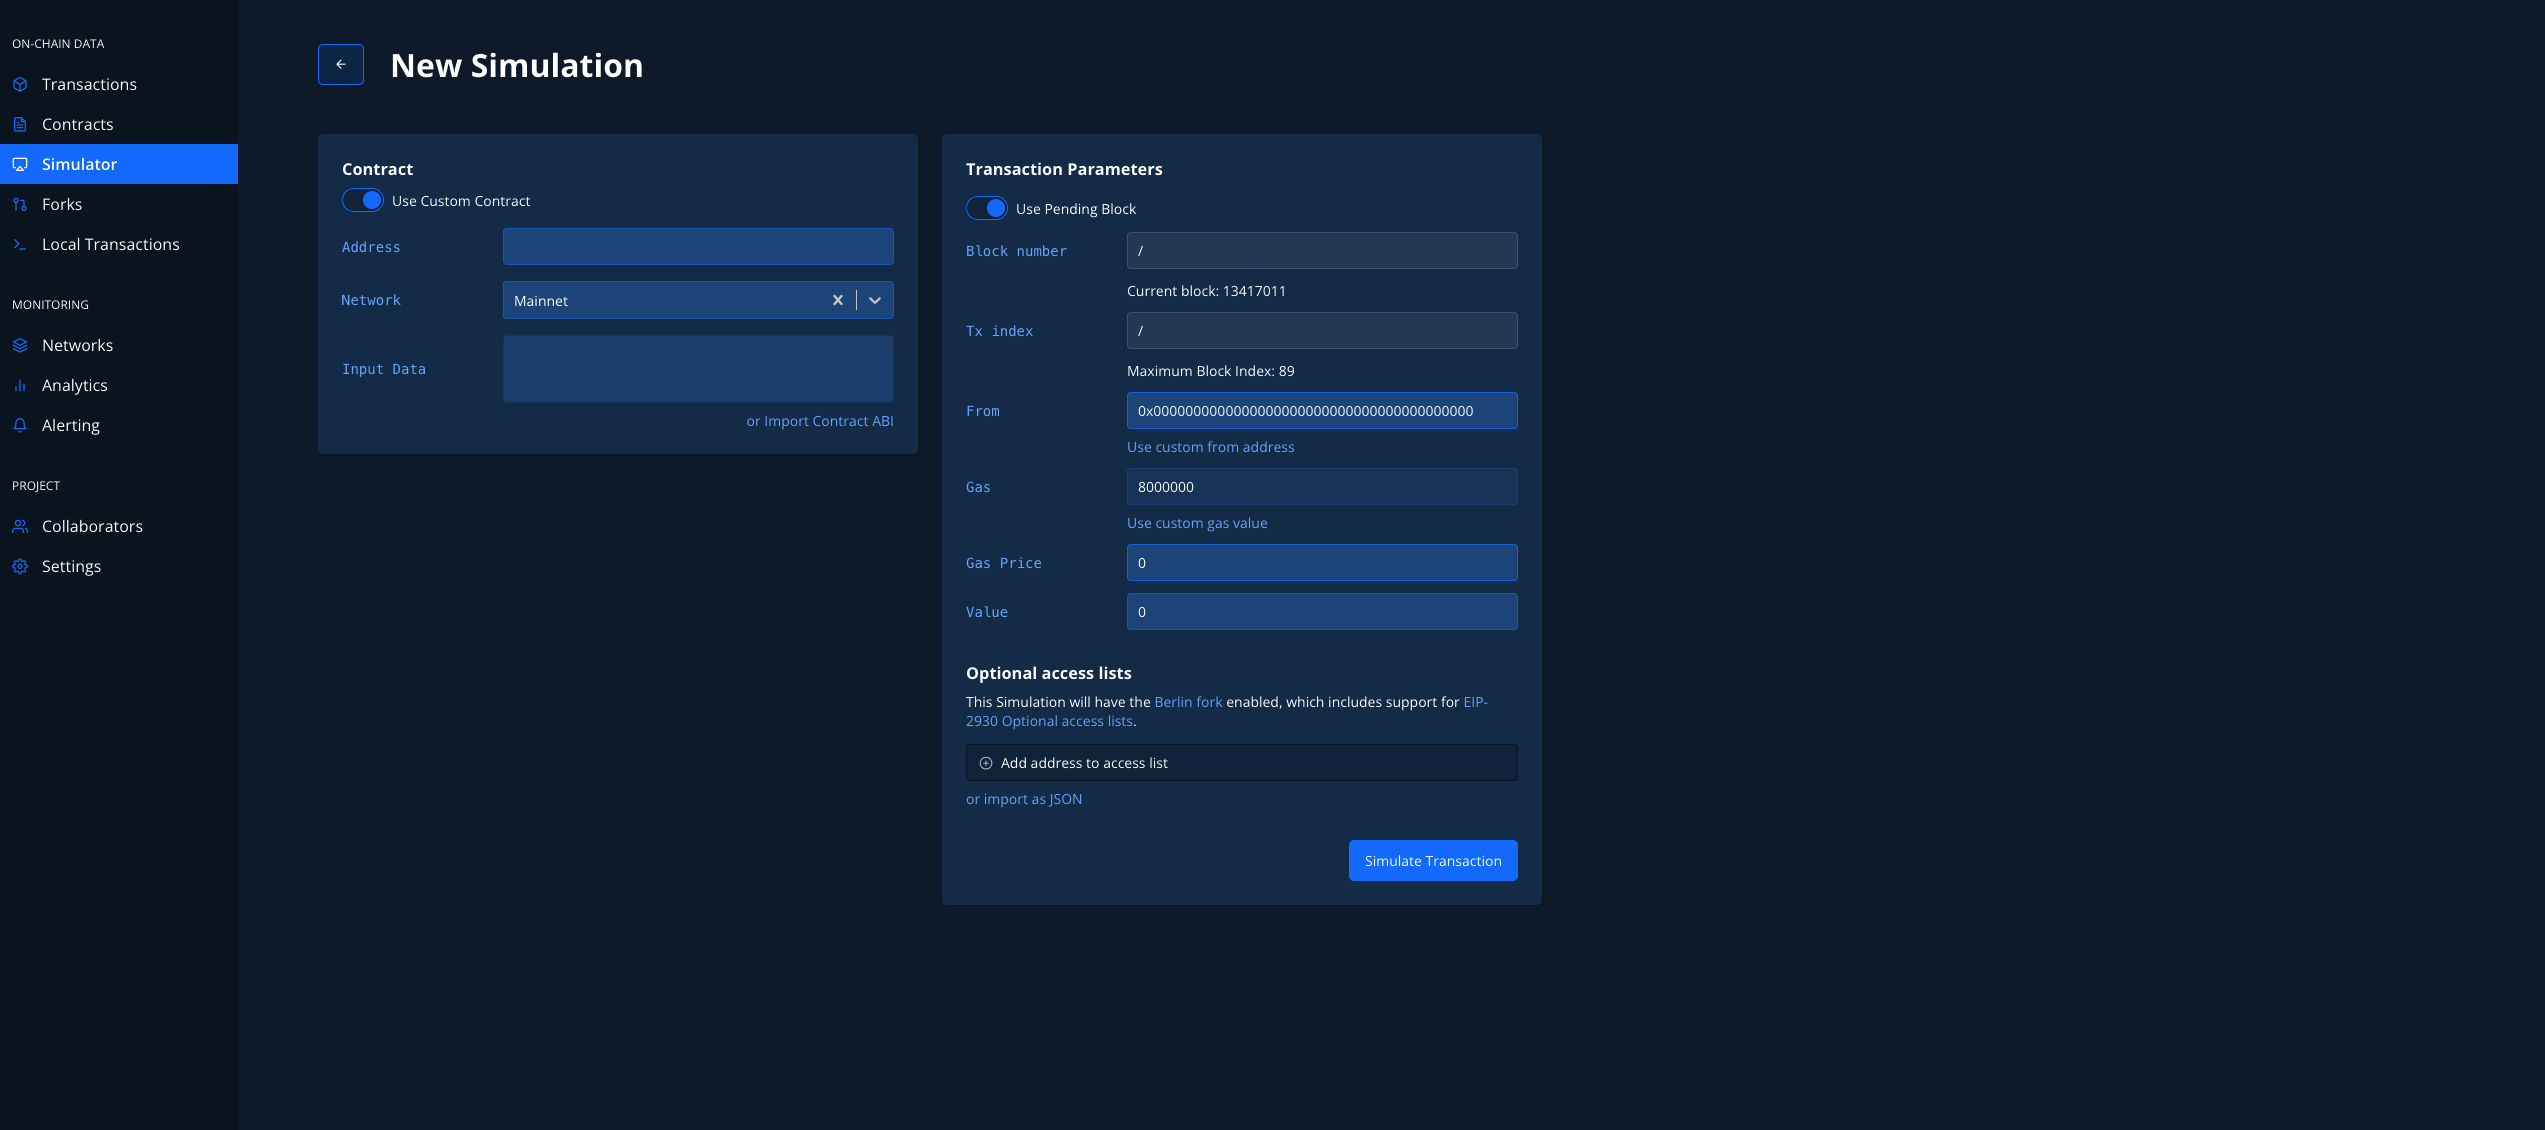 ON-CHAIN DATA
Transactions
Contracts
Simulator
Forks
Local Transactions
MONITORING
Networks
Analytics
Alerting
PROJECT
Collaborators
Settings
New Simulation
Contract
Use Custom Contract
Address
Network
Mainnet
Input Data
or Import Contract ABI
Transaction Parameters
Use Pending Block
Block number
/
Current block: 13417011
Tx index
/
Maximum Block Index: 89
From
0x0000000000000000000000000000000000000000
Use custom from address
Gas
8000000
Use custom gas value
Gas Price
0
Value
0
Optional access lists
This Simulation will have the Berlin fork enabled, which includes support for EIP-
2930 Optional access lists.
Add address to access list
or import as JSON
Simulate Transaction